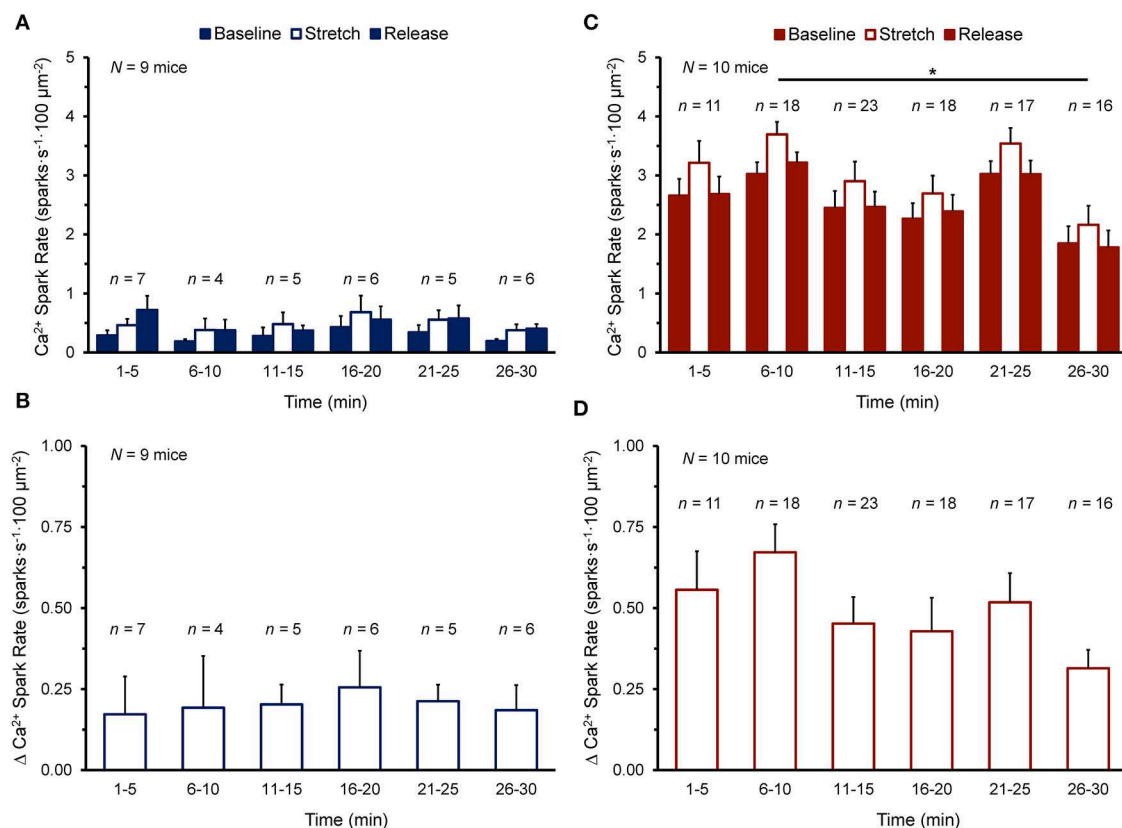 A
Baseline Stretch Release
Ca²⁺ Spark Rate (sparks·s⁻¹·100 µm⁻²)
5
4
3
2
1
0
N = 9 mice
n = 7 n = 4 n = 5 n = 6 n = 5 n = 6
1-5 6-10 11-15 16-20 21-25 26-30
Time (min)
C
Baseline Stretch Release
Ca²⁺ Spark Rate (sparks·s⁻¹·100 µm⁻²)
5
4
3
2
1
0
N = 10 mice
*
n = 11 n = 18 n = 23 n = 18 n = 17 n = 16
1-5 6-10 11-15 16-20 21-25 26-30
Time (min)
B
Δ Ca²⁺ Spark Rate (sparks·s⁻¹·100 µm⁻²)
1.00
0.75
0.50
0.25
0.00
N = 9 mice
n = 7 n = 4 n = 5 n = 6 n = 5 n = 6
1-5 6-10 11-15 16-20 21-25 26-30
Time (min)
D
Δ Ca²⁺ Spark Rate (sparks·s⁻¹·100 µm⁻²)
1.00
0.75
0.50
0.25
0.00
N = 10 mice
n = 11 n = 18 n = 23 n = 18 n = 17 n = 16
1-5 6-10 11-15 16-20 21-25 26-30
Time (min)